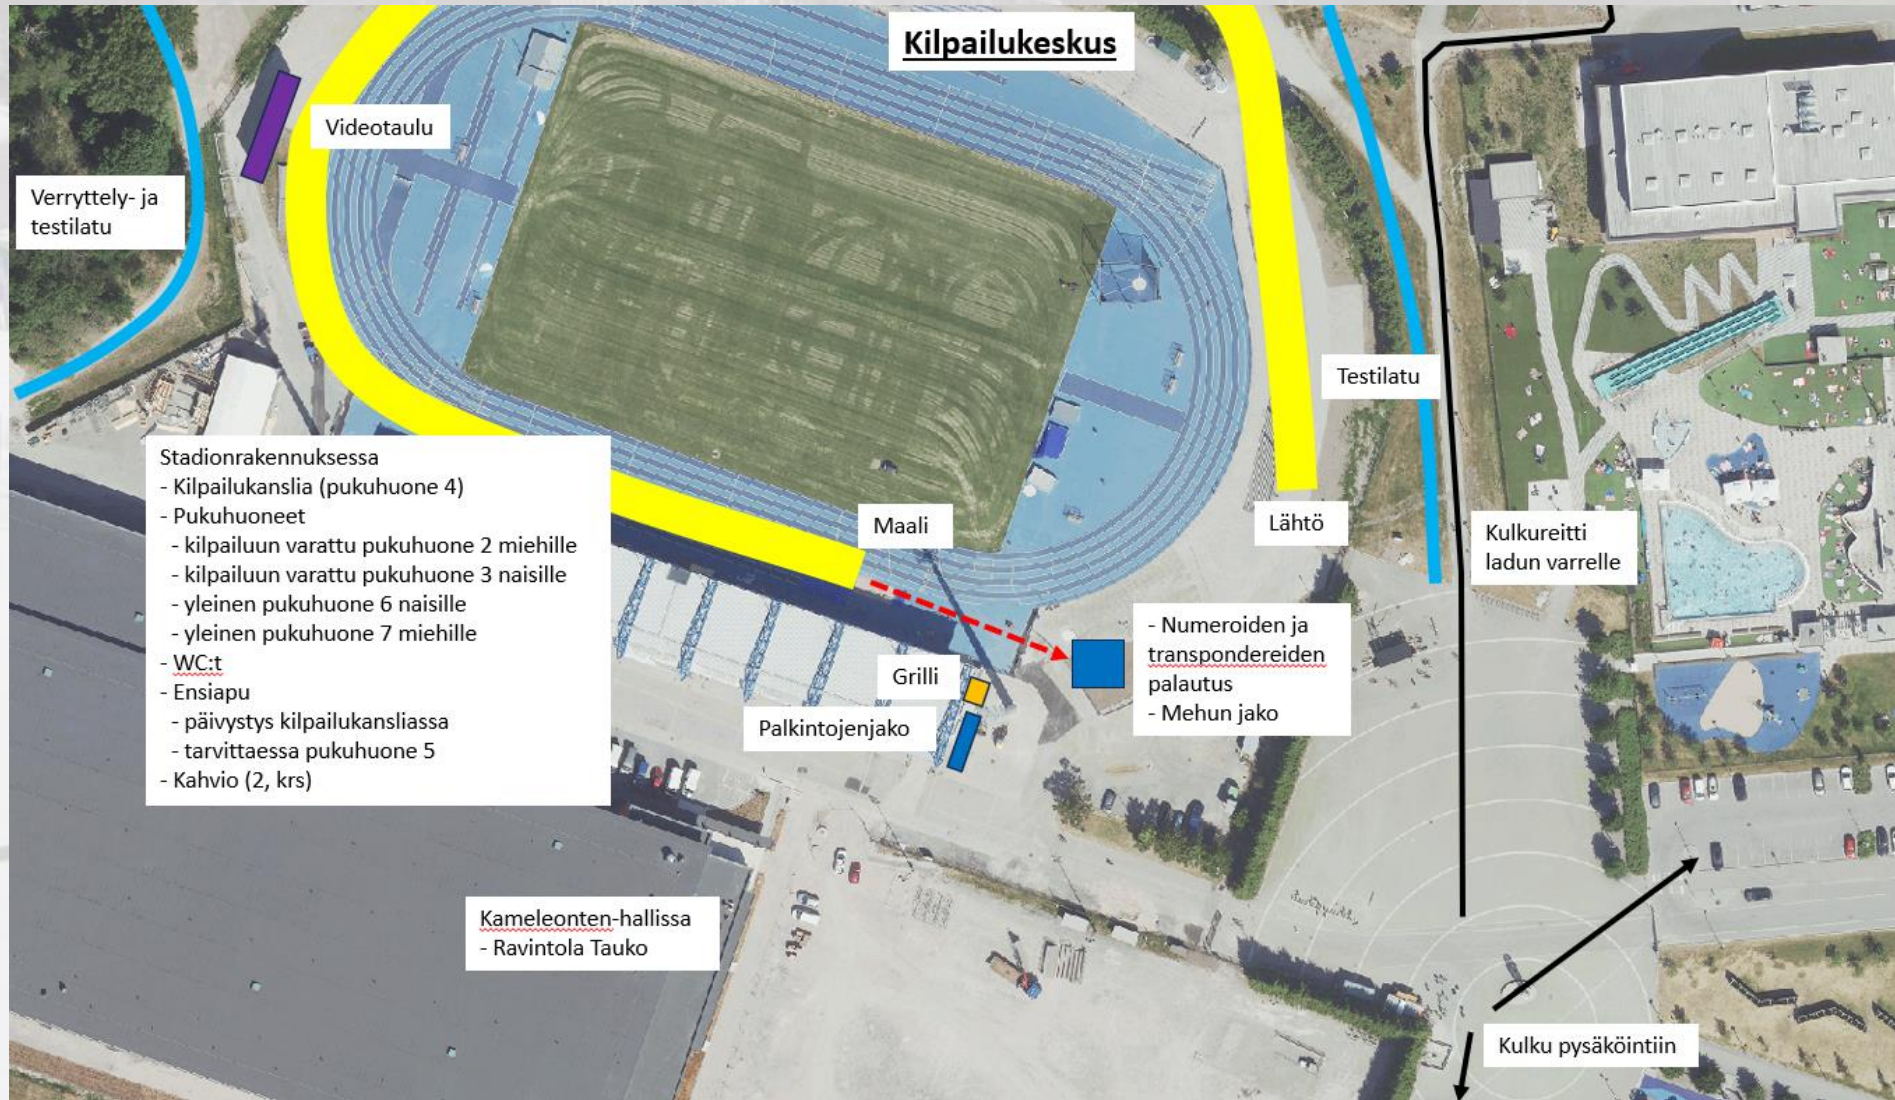 Kilpailukeskus
Videotaulu
Verryttely- ja
testilatu
Testilatu
Stadionrakennuksessa
- Kilpailukanslia (pukuhuone 4)
- Pukuhuoneet
- kilpailuun varattu pukuhuone 2 miehille
- kilpailuun varattu pukuhuone 3 naisille
- yleinen pukuhuone 6 naisille
- yleinen pukuhuone 7 miehille
- WC:t
- Ensiapu
- päivystys kilpailukansliassa
- tarvittaessa pukuhuone 5
- Kahvio (2, krs)
Maali
Lähtö
Kulkureitti
ladun varrelle
- Numeroiden ja
transpondereiden
palautus
- Mehun jako
Grilli
Palkintojenjako
Kameleonten-hallissa
- Ravintola Tauko
Kulku pysäköintiin